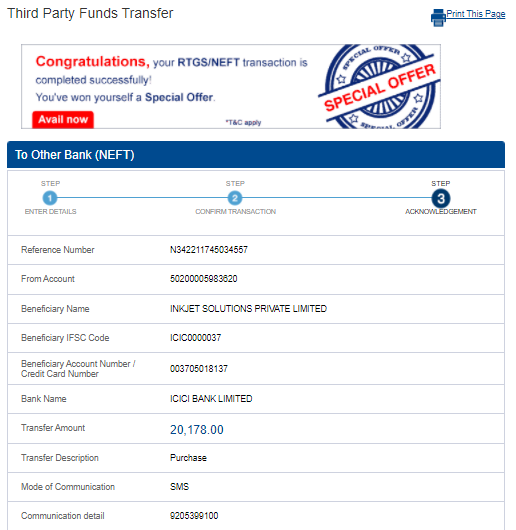 Third Party Funds Transfer
Print This Page
Congratulations, your RTGS/NEFT transaction is
completed successfully!
You've won yourself a Special Offer.
Avail now
*T&C apply
SPECIAL OFFER
SPECIAL OFFER
SPECIAL OFFER
To Other Bank (NEFT)
STEP STEP STEP
1 2 3
ENTER DETAILS CONFIRM TRANSACTION ACKNOWLEDGEMENT
Reference Number N342211745034557
From Account 50200005983620
Beneficiary Name INKJET SOLUTIONS PRIVATE LIMITED
Beneficiary IFSC Code ICIC0000037
Beneficiary Account Number /
Credit Card Number 003705018137
Bank Name ICICI BANK LIMITED
Transfer Amount 20,178.00
Transfer Description Purchase
Mode of Communication SMS
Communication detail 9205399100